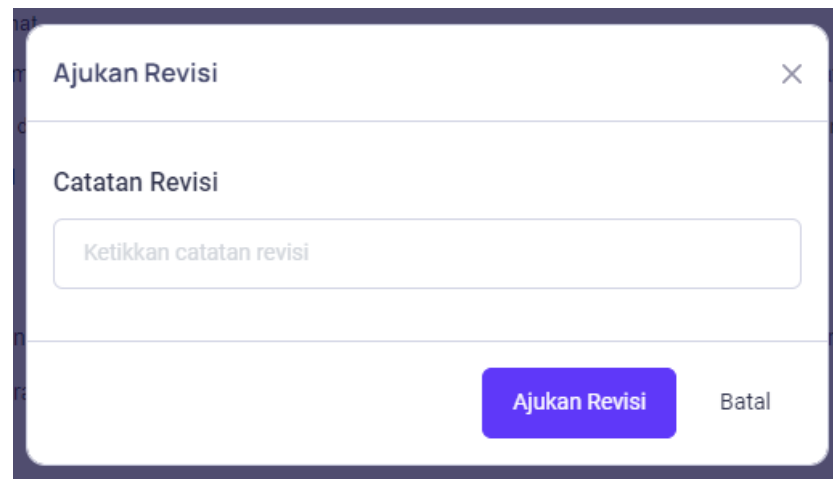 Ajukan Revisi
Catatan Revisi
Ketikkan catatan revisi
Ajukan Revisi
Batal